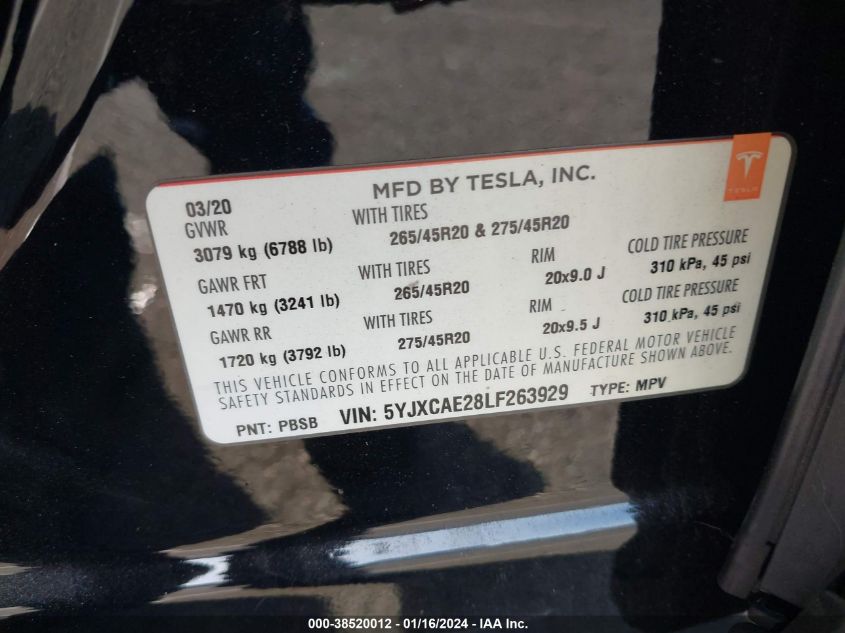 MFD BY TESLA, INC.
TESLA
03/20
GVWR WITH TIRES
3079 kg (6788 lb) 265/45R20 & 275/45R20
GAWR FRT WITH TIRES RIM COLD TIRE PRESSURE
1470 kg (3241 lb) 265/45R20 20x9.0 J 310 kPa, 45 psi
GAWR RR WITH TIRES RIM COLD TIRE PRESSURE
1720 kg (3792 lb) 275/45R20 20x9.5 J 310 kPa, 45 psi
THIS VEHICLE CONFORMS TO ALL APPLICABLE U.S. FEDERAL MOTOR VEHICLE
SAFETY STANDARDS IN EFFECT ON THE DATE OF MANUFACTURE SHOWN ABOVE.
PNT: PBSB VIN: 5YJXCAE28LF263929 TYPE: MPV
000-38520012 - 01/16/2024 - IAA Inc.